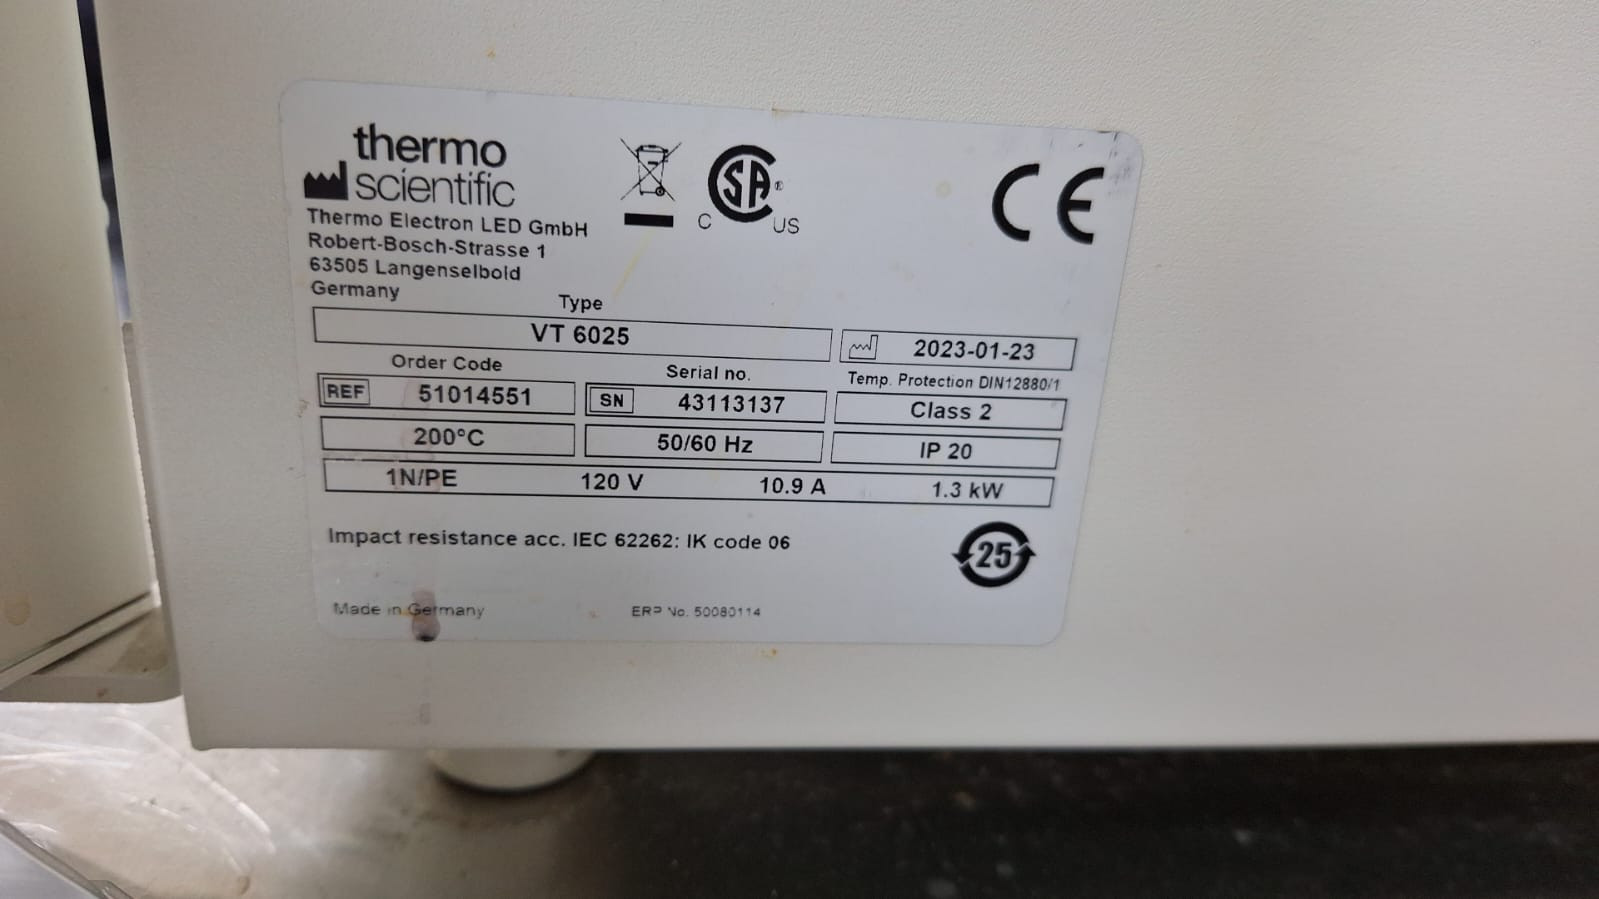 thermo
scientific
Thermo Electron LED GmbH
Robert-Bosch-Strasse 1
63505 Langenselbold
Germany
C SA ® US
CE
Type
VT 6025
2023-01-23
Order Code
REF 51014551
Serial no.
SN 43113137
Temp. Protection DIN12880/1
Class 2
200°C 50/60 Hz IP 20
1N/PE 120 V 10.9 A 1.3 kW
Impact resistance acc. IEC 62262: IK code 06
25
Made in Germany ERP No. 50080114